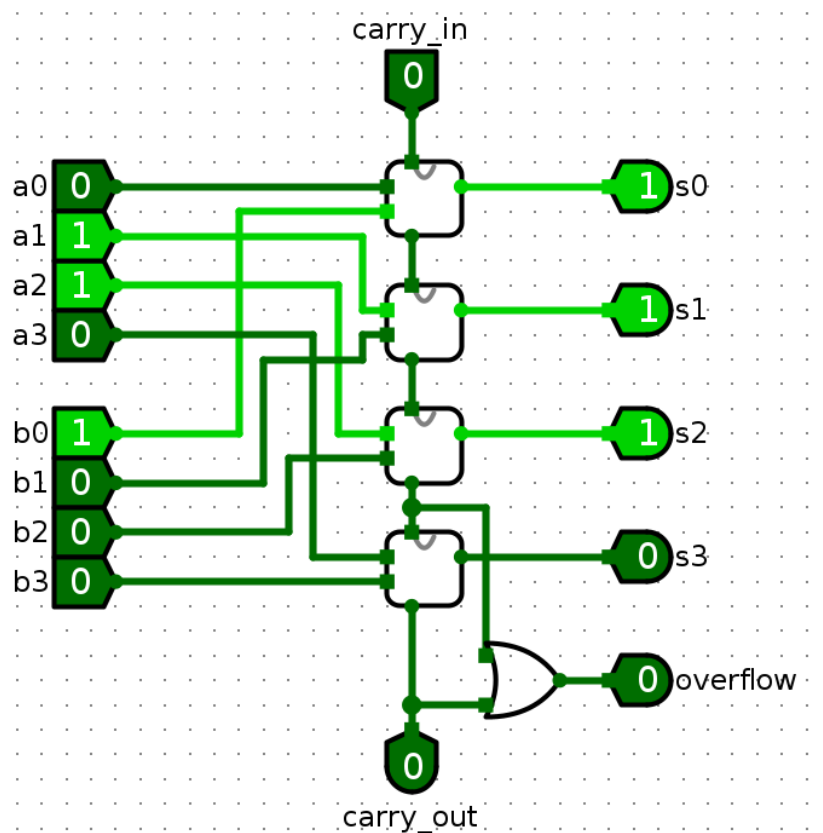 carry_in
0
a0 0 1 s0
a1 1
a2 1 1 s1
a3 0
b0 1 1 s2
b1 0
b2 0 0 s3
b3 0
0 overflow
0
carry_out